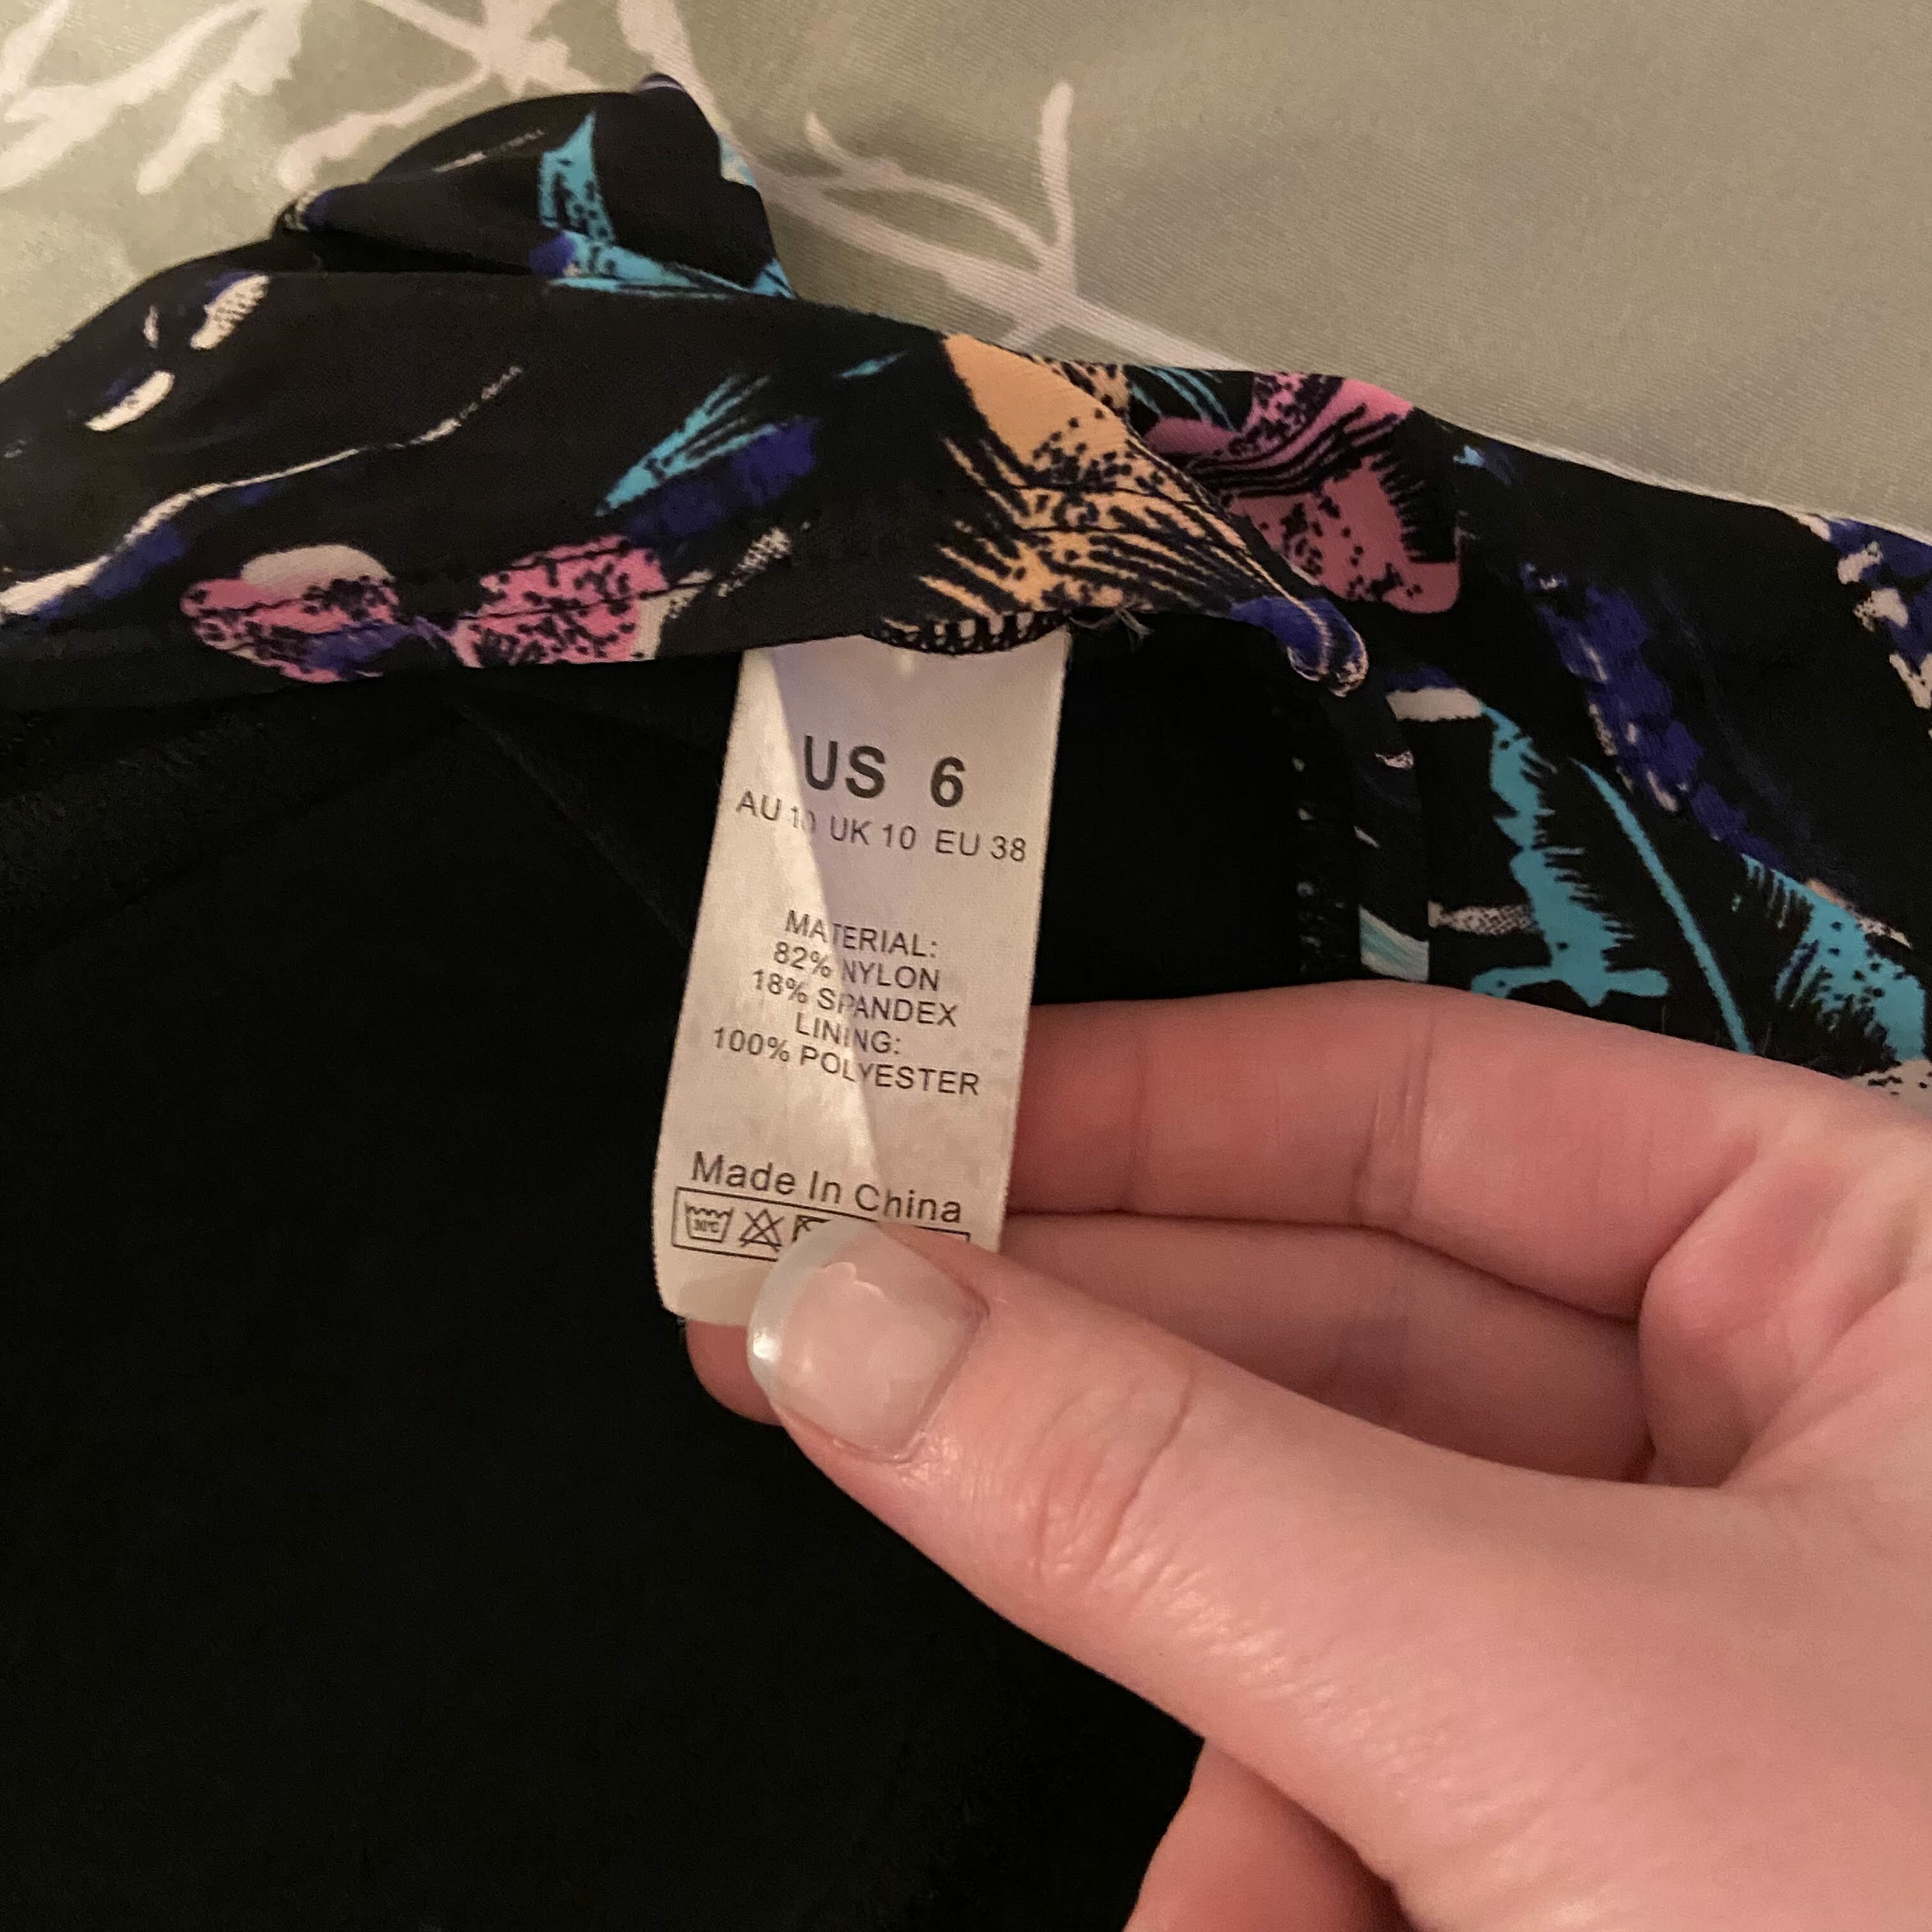 US 6
AU 10 UK 10 EU 38
MATERIAL:
82% NYLON
18% SPANDEX
LINING:
100% POLYESTER
Made In China
30°C